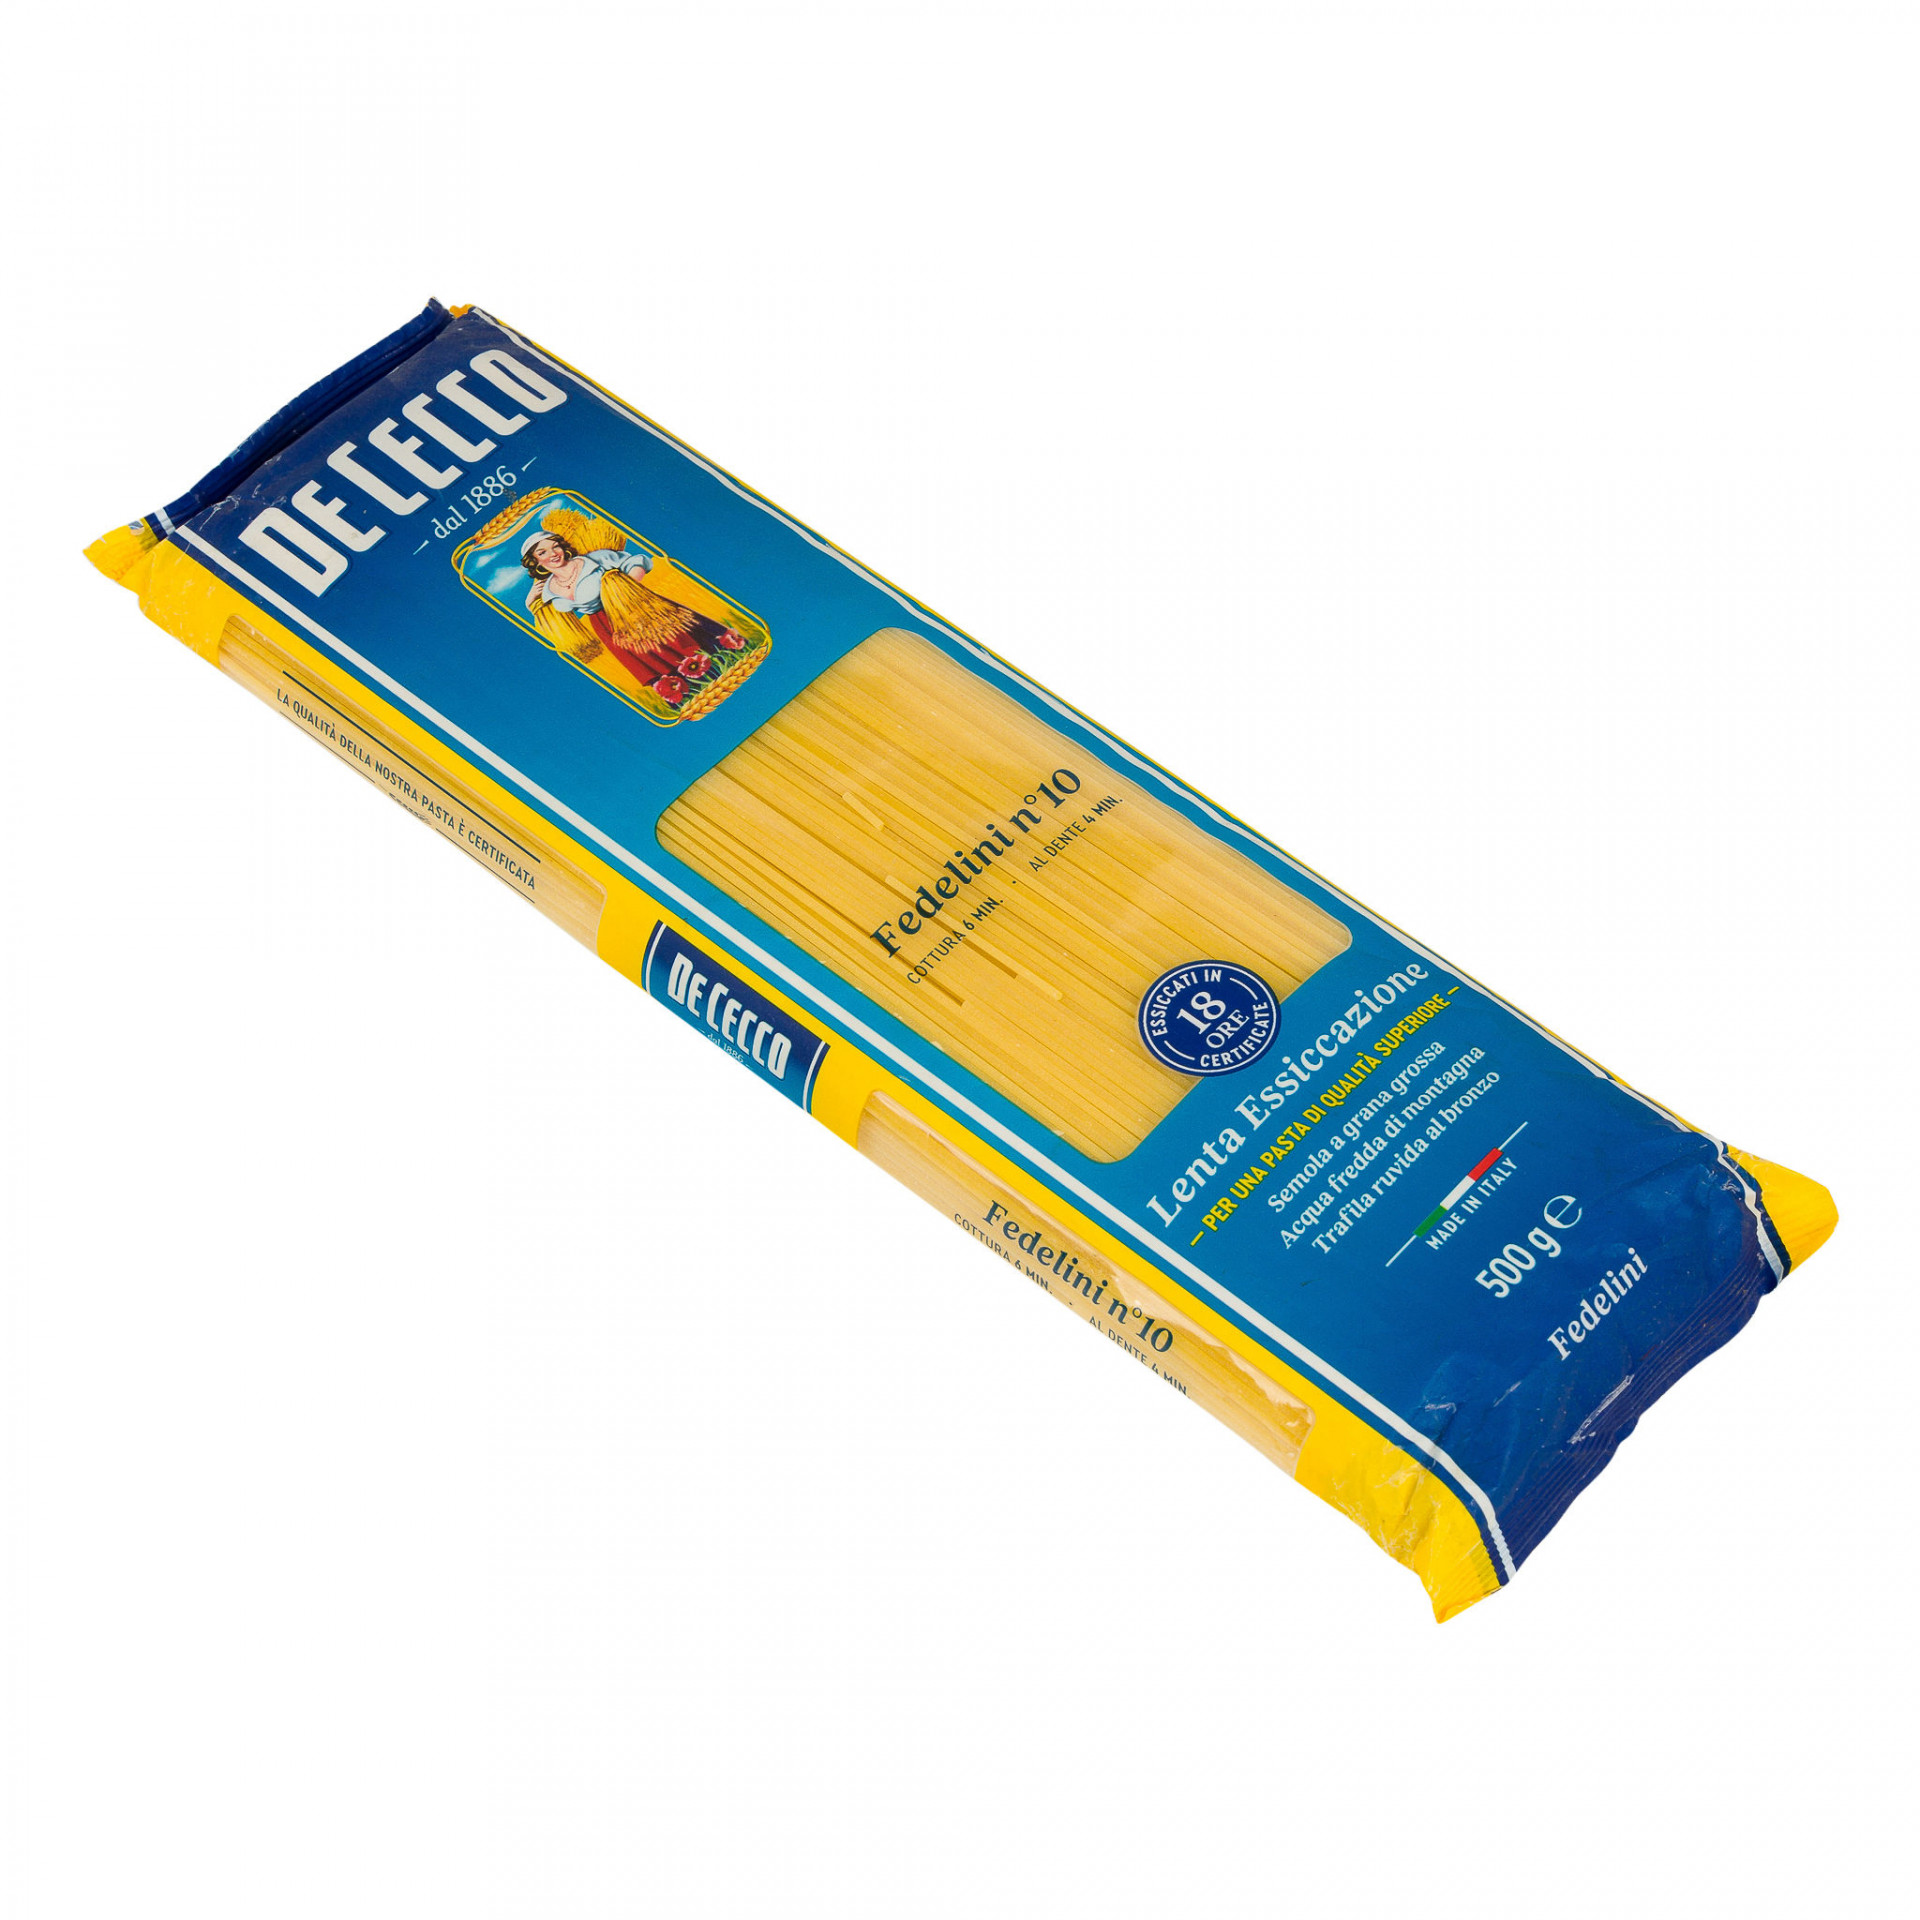 DE CECCO
dal 1886
Fedelini n°10
COTTURA 6 MIN. · AL DENTE 4 MIN.
ESSICCATI IN
18
ORE
CERTIFICATE
Lenta Essiccazione
– PER UNA PASTA DI QUALITÀ SUPERIORE –
Semola a grana grossa
Acqua fredda di montagna
Trafila ruvida al bronzo
MADE IN ITALY
500 g e
Fedelini
LA QUALITÀ DELLA NOSTRA PASTA È CERTIFICATA
DE CECCO
dal 1886
Fedelini n°10
COTTURA 6 MIN. · AL DENTE 4 MIN.